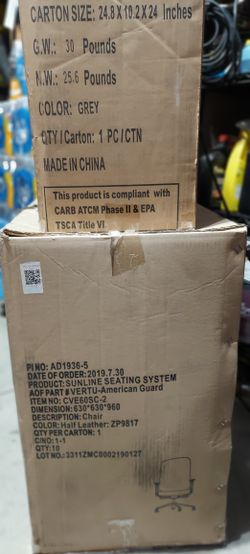 CARTON SIZE: 24.8 X 18.2 X 24 Inches
G.W.: 30 Pounds
N.W.: 25.6 Pounds
COLOR: GREY
QTY/Carton: 1 PC/CTN
MADE IN CHINA
This product is compliant with
CARB ATCM Phase II & EPA
TSCA Title VI
PI NO: AD1936-5
DATE OF ORDER: 2019.7.30
PRODUCT: SUNLINE SEATING SYSTEM
AOF PART #VERTU-American Guard
ITEM NO: CVE60SC-2
DIMENSION: 630*630*960
DESCRIPTION: Chair
COLOR: Half Leather: ZP9817
QTY PER CARTON: 1
C/NO: 1-1
QTY: 10
LOT NO.: 3311ZMC0002190127